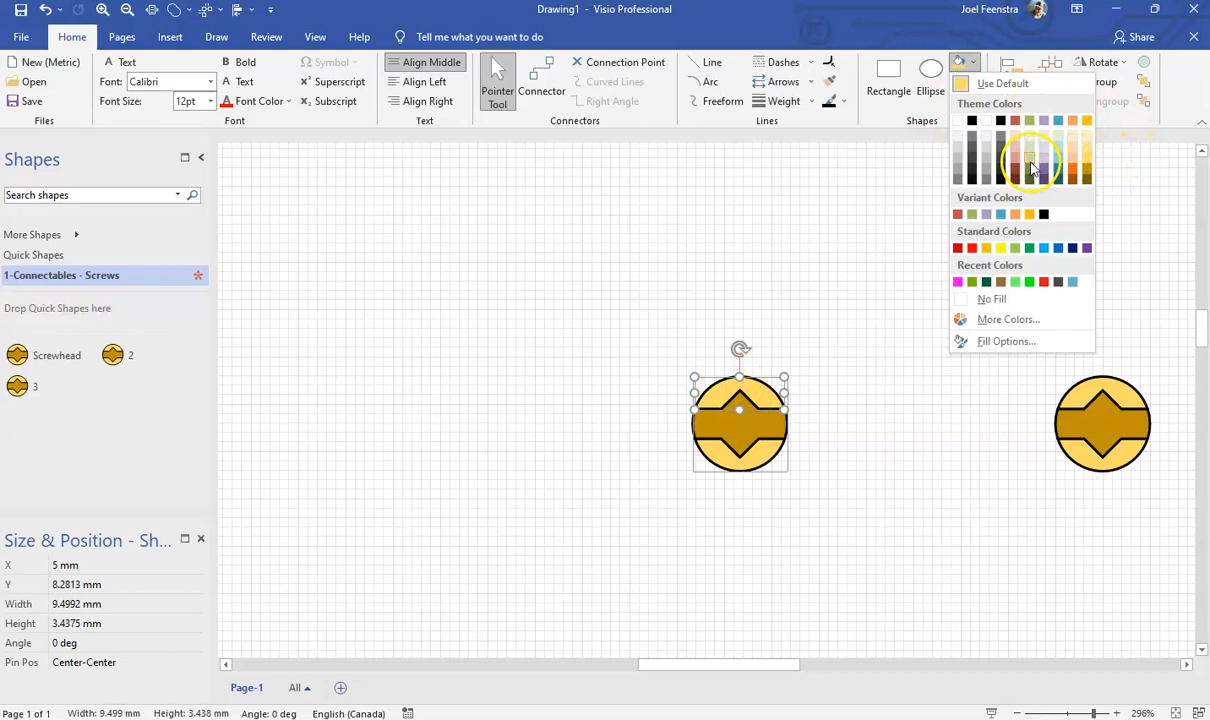 Drawing1 - Visio Professional
Joel Feenstra
File Home Pages Insert Draw Review View Help Tell me what you want to do Share
New (Metric)
Open
Save
Files
Text
Font: Calibri
Font Size: 12pt
Bold
Text
Font Color
Symbol
Superscript
Subscript
Font
Align Middle
Align Left
Align Right
Text
Pointer Tool
Connector
Connection Point
Curved Lines
Right Angle
Connectors
Line
Arc
Freeform
Dashes
Arrows
Weight
Lines
Rectangle
Ellipse
Shapes
Rotate
Use Default
Theme Colors
Variant Colors
Standard Colors
Recent Colors
No Fill
More Colors...
Fill Options...
Shapes
Search shapes
More Shapes
Quick Shapes
1-Connectables - Screws
Drop Quick Shapes here
Screwhead
2
3
Size & Position - Sh...
X 5 mm
Y 8.2813 mm
Width 9.4992 mm
Height 3.4375 mm
Angle 0 deg
Pin Pos Center-Center
Page-1 All
Page 1 of 1 Width: 9.499 mm Height: 3.438 mm Angle: 0 deg English (Canada) 296%